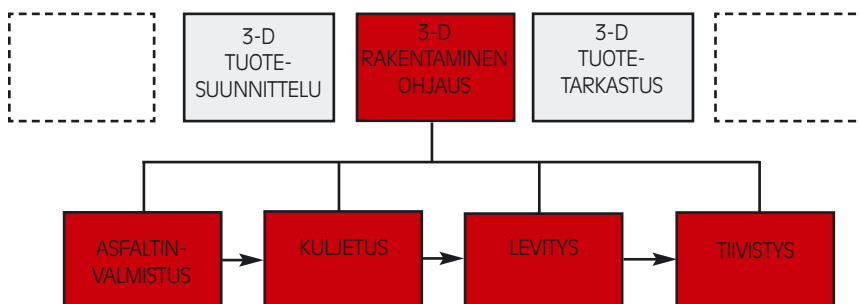 3-D
TUOTE-
SUUNNITTELU
3-D
RAKENTAMINEN
OHJAUS
3-D
TUOTE-
TARKASTUS
ASFALTIN-
VALMISTUS
KULJETUS
LEVITYS
TIIVISTYS